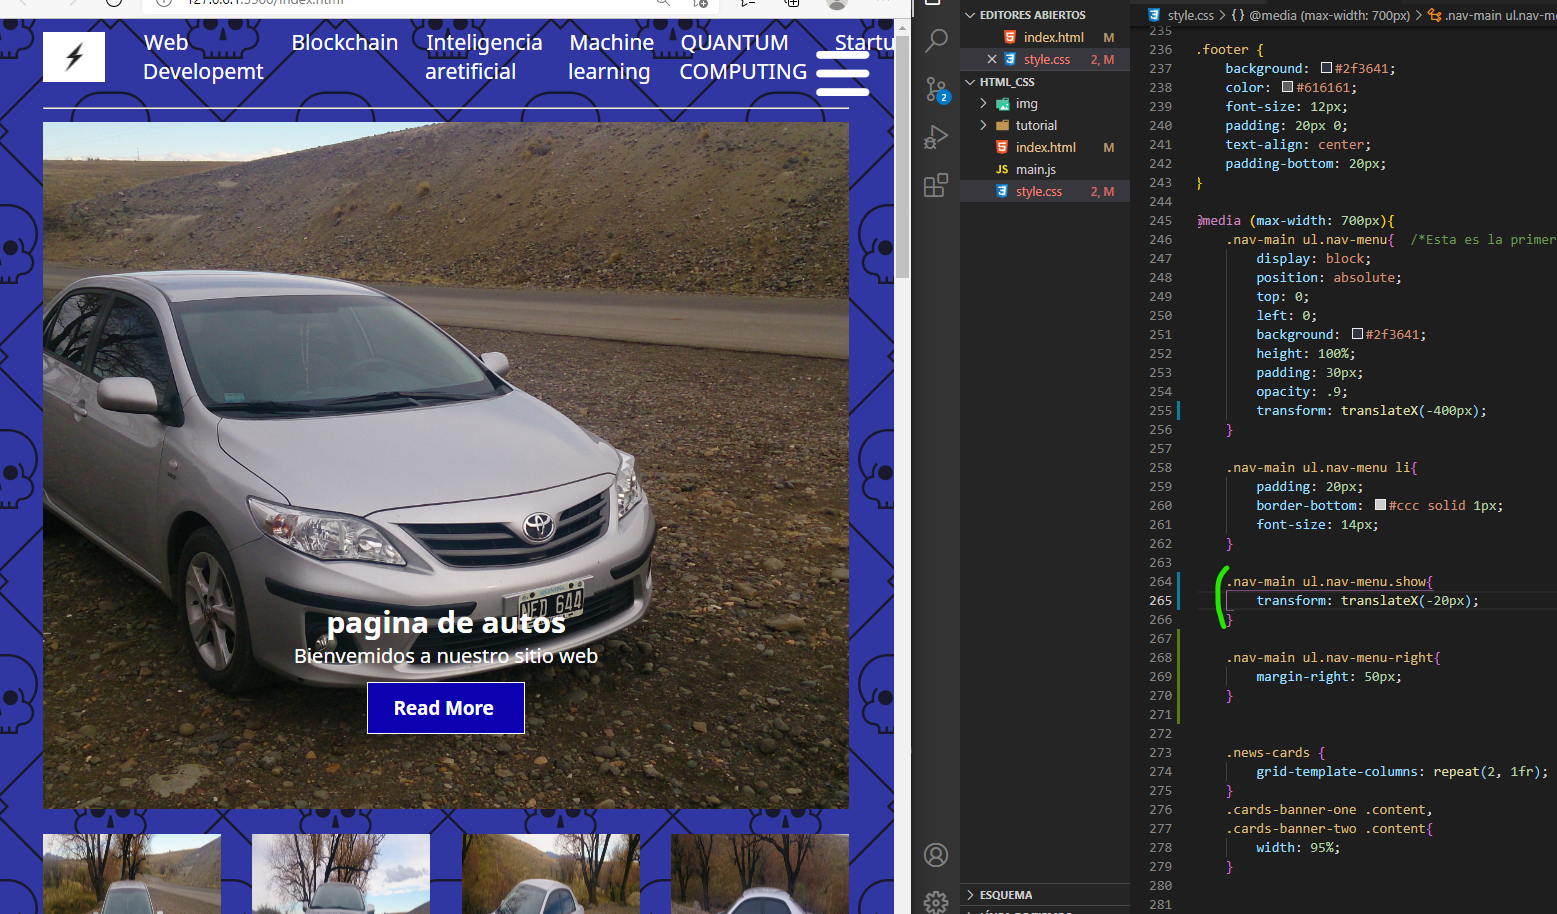 127.0.0.1:5500/index.html
Web Developemt
Blockchain
Inteligencia aretificial
Machine learning
QUANTUM COMPUTING
Startu
NFD 644
pagina de autos
Bienvemidos a nuestro sitio web
Read More
EDITORES ABIERTOS
index.html M
style.css 2, M
HTML_CSS
img
tutorial
index.html M
JS main.js
style.css 2, M
2
ESQUEMA
style.css > {} @media (max-width: 700px) > .nav-main ul.nav-m
235
236 .footer {
237 background: #2f3641;
238 color: #616161;
239 font-size: 12px;
240 padding: 20px 0;
241 text-align: center;
242 padding-bottom: 20px;
243 }
244
245 @media (max-width: 700px){
246 .nav-main ul.nav-menu{ /*Esta es la primer
247 display: block;
248 position: absolute;
249 top: 0;
250 left: 0;
251 background: #2f3641;
252 height: 100%;
253 padding: 30px;
254 opacity: .9;
255 transform: translateX(-400px);
256 }
257
258 .nav-main ul.nav-menu li{
259 padding: 20px;
260 border-bottom: #ccc solid 1px;
261 font-size: 14px;
262 }
263
264 .nav-main ul.nav-menu.show{
265 transform: translateX(-20px);
266 }
267
268 .nav-main ul.nav-menu-right{
269 margin-right: 50px;
270 }
271
272
273 .news-cards {
274 grid-template-columns: repeat(2, 1fr);
275 }
276 .cards-banner-one .content,
277 .cards-banner-two .content{
278 width: 95%;
279 }
280
281